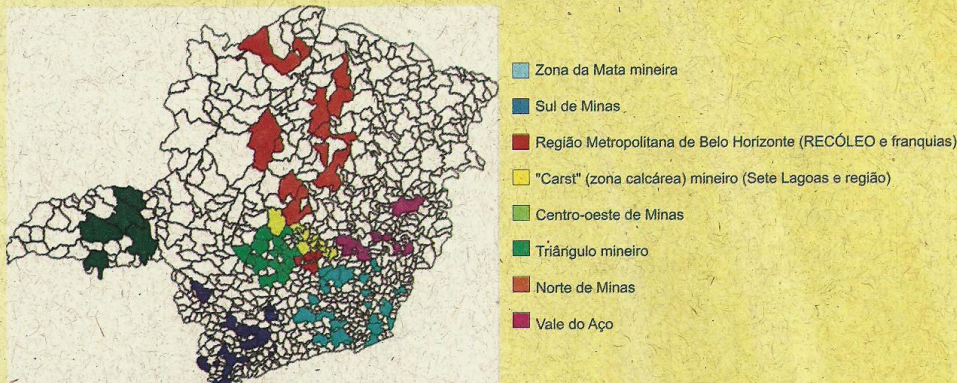 Zona da Mata mineira
Sul de Minas
Região Metropolitana de Belo Horizonte (RECÓLEO e franquias)
"Carst" (zona calcárea) mineiro (Sete Lagoas e região)
Centro-oeste de Minas
Triângulo mineiro
Norte de Minas
Vale do Aço